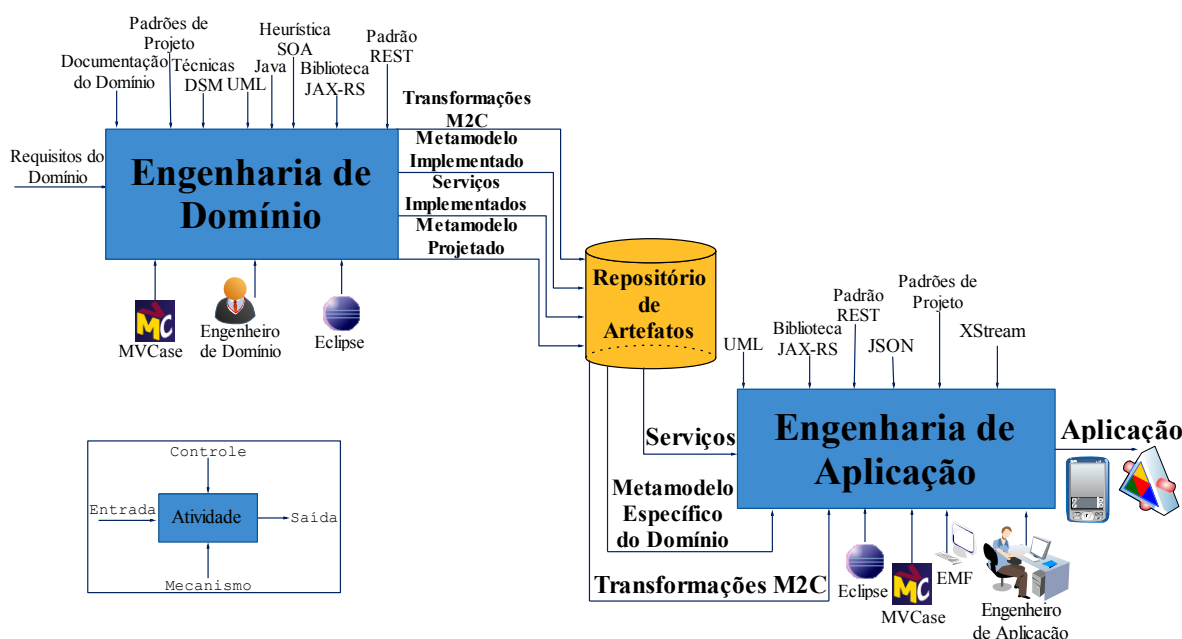 Documentação
do Domínio
Padrões de
Projeto
Técnicas
DSM
UML
Java
Heurística
SOA
Biblioteca
JAX-RS
Padrão
REST
Requisitos do
Domínio
Engenharia de
Domínio
Transformações
M2C
Metamodelo
Implementado
Serviços
Implementados
Metamodelo
Projetado
MVCase
Engenheiro
de Domínio
Eclipse
Repositório
de
Artefatos
UML
Biblioteca
JAX-RS
Padrão
REST
JSON
Padrões de
Projeto
XStream
Serviços
Engenharia de
Aplicação
Aplicação
Metamodelo
Específico
do Domínio
Transformações M2C
Eclipse
MVCase
EMF
Engenheiro
de Aplicação
Controle
Entrada
Atividade
Saída
Mecanismo
MC
MC